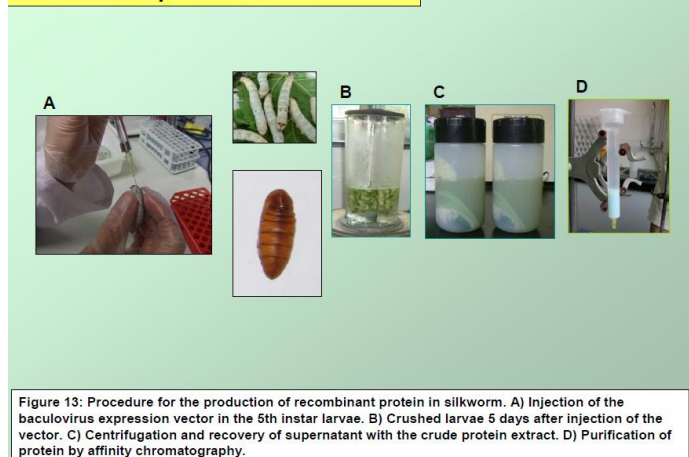 A
B
C
D
Figure 13: Procedure for the production of recombinant protein in silkworm. A) Injection of the
baculovirus expression vector in the 5th instar larvae. B) Crushed larvae 5 days after injection of the
vector. C) Centrifugation and recovery of supernatant with the crude protein extract. D) Purification of
protein by affinity chromatography.